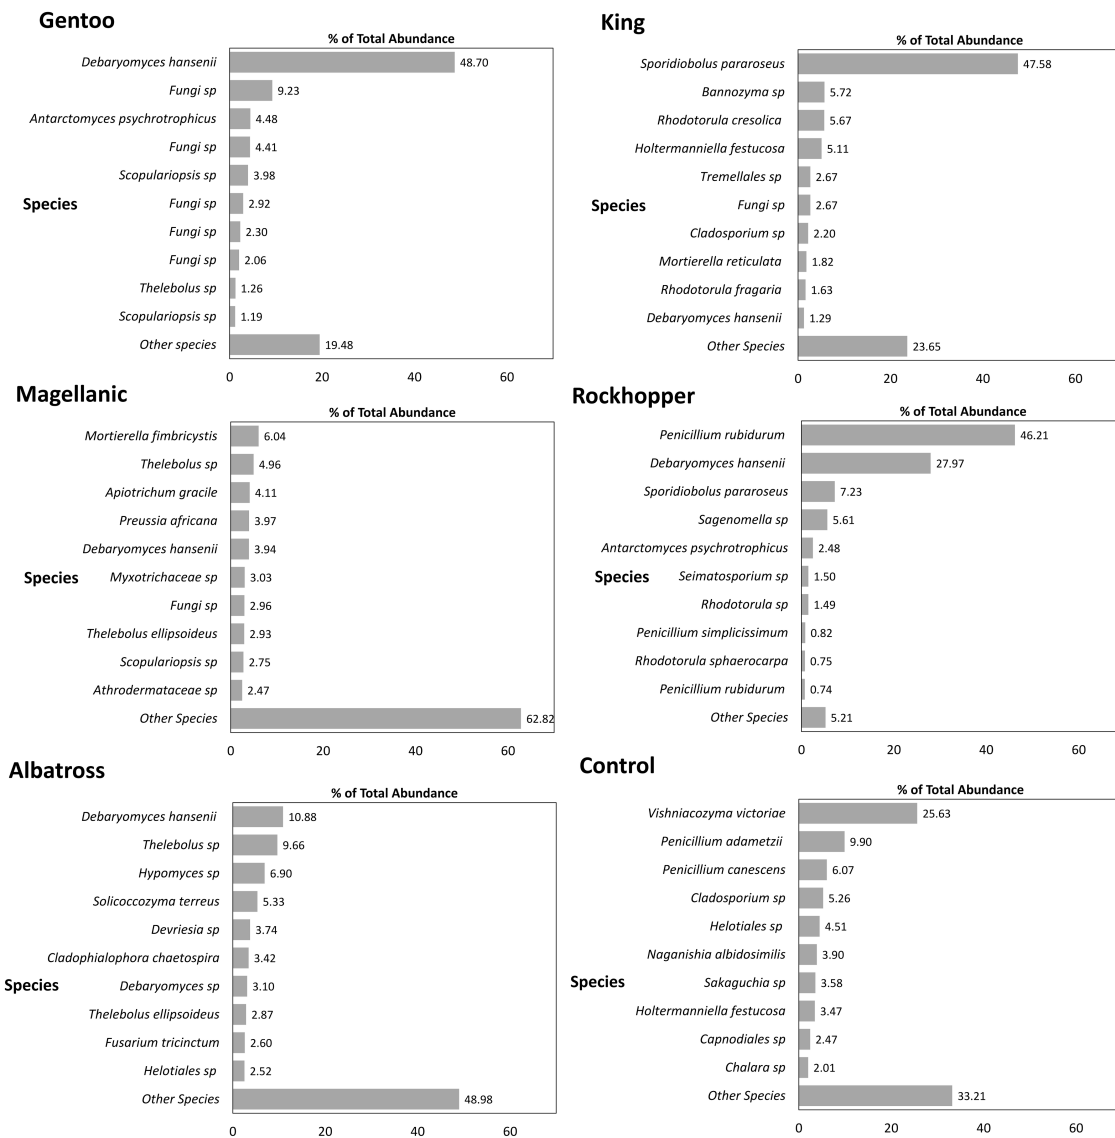 Gentoo
% of Total Abundance
Debaryomyces hansenii 48.70
Fungi sp 9.23
Antarctomyces psychrotrophicus 4.48
Fungi sp 4.41
Scopulariopsis sp 3.98
Species Fungi sp 2.92
Fungi sp 2.30
Fungi sp 2.06
Thelebolus sp 1.26
Scopulariopsis sp 1.19
Other species 19.48
0 20 40 60
King
% of Total Abundance
Sporidiobolus pararoseus 47.58
Bannozyma sp 5.72
Rhodotorula cresolica 5.67
Holtermanniella festucosa 5.11
Tremellales sp 2.67
Species Fungi sp 2.67
Cladosporium sp 2.20
Mortierella reticulata 1.82
Rhodotorula fragaria 1.63
Debaryomyces hansenii 1.29
Other Species 23.65
0 20 40 60
Magellanic
% of Total Abundance
Mortierella fimbricystis 6.04
Thelebolus sp 4.96
Apiotrichum gracile 4.11
Preussia africana 3.97
Debaryomyces hansenii 3.94
Species Myxotrichaceae sp 3.03
Fungi sp 2.96
Thelebolus ellipsoideus 2.93
Scopulariopsis sp 2.75
Athrodermataceae sp 2.47
Other Species 62.82
0 20 40 60
Rockhopper
% of Total Abundance
Penicillium rubidurum 46.21
Debaryomyces hansenii 27.97
Sporidiobolus pararoseus 7.23
Sagenomella sp 5.61
Antarctomyces psychrotrophicus 2.48
Species Seimatosporium sp 1.50
Rhodotorula sp 1.49
Penicillium simplicissimum 0.82
Rhodotorula sphaerocarpa 0.75
Penicillium rubidurum 0.74
Other Species 5.21
0 20 40 60
Albatross
% of Total Abundance
Debaryomyces hansenii 10.88
Thelebolus sp 9.66
Hypomyces sp 6.90
Solicoccozyma terreus 5.33
Devriesia sp 3.74
Cladophialophora chaetospira 3.42
Species Debaryomyces sp 3.10
Thelebolus ellipsoideus 2.87
Fusarium tricinctum 2.60
Helotiales sp 2.52
Other Species 48.98
0 20 40 60
Control
% of Total Abundance
Vishniacozyma victoriae 25.63
Penicillium adametzii 9.90
Penicillium canescens 6.07
Cladosporium sp 5.26
Helotiales sp 4.51
Naganishia albidosimilis 3.90
Species Sakaguchia sp 3.58
Holtermanniella festucosa 3.47
Capnodiales sp 2.47
Chalara sp 2.01
Other Species 33.21
0 20 40 60